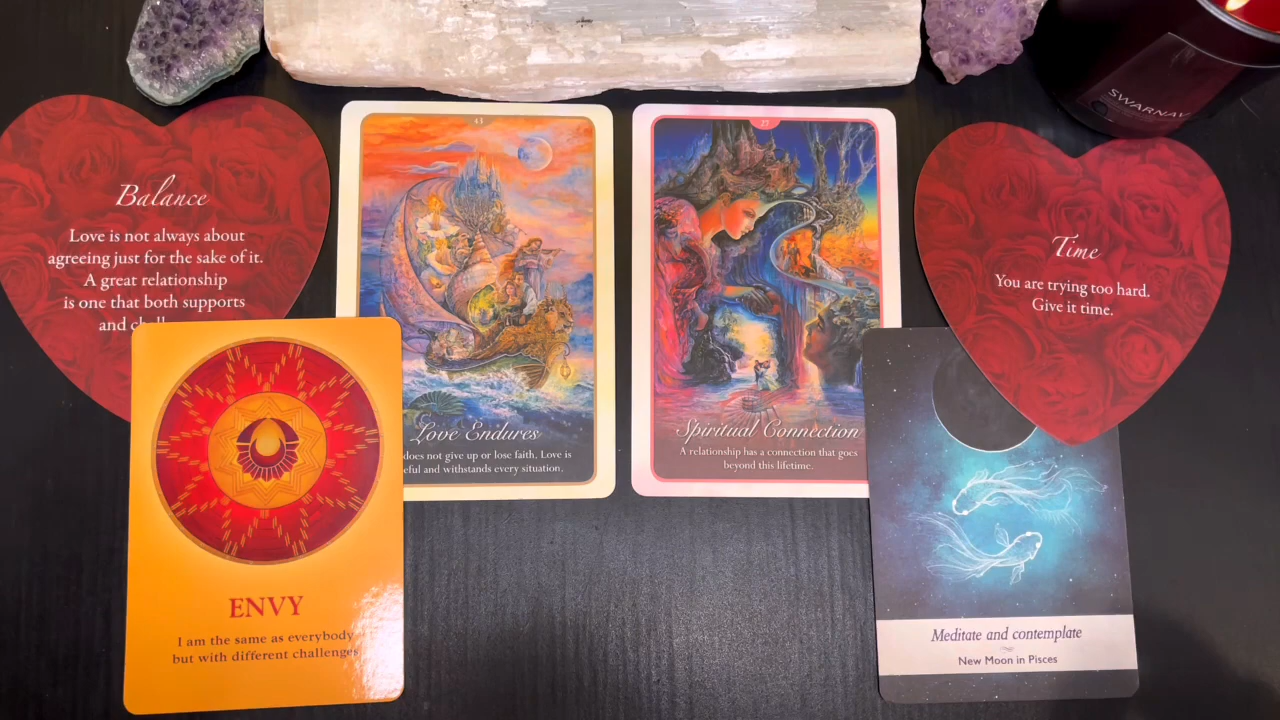 SWARNAV
Balance
Love is not always about
agreeing just for the sake of it.
A great relationship
is one that both supports
and
43
Love Endures
does not give up or lose faith. Love is
and withstands every situation.
27
Spiritual Connection
A relationship has a connection that goes
beyond this lifetime.
Time
You are trying too hard.
Give it time.
ENVY
I am the same as everybody
but with different challenges
Meditate and contemplate
New Moon in Pisces